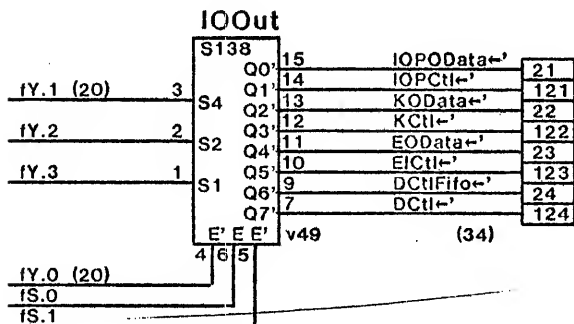 IOOut
S138
fY.1 (20) 3 S4
fY.2 2 S2
fY.3 1 S1
Q0' 15 IOPOData←' 21
Q1' 14 IOPCtl←' 121
Q2' 13 KOData←' 22
Q3' 12 KCtl←' 122
Q4' 11 EOData←' 23
Q5' 10 EICtl←' 123
Q6' 9 DCtlFifo←' 24
Q7' 7 DCtl←' 124
E' E E' v49 (34)
4 6 5
fY.0 (20)
fS.0
fS.1